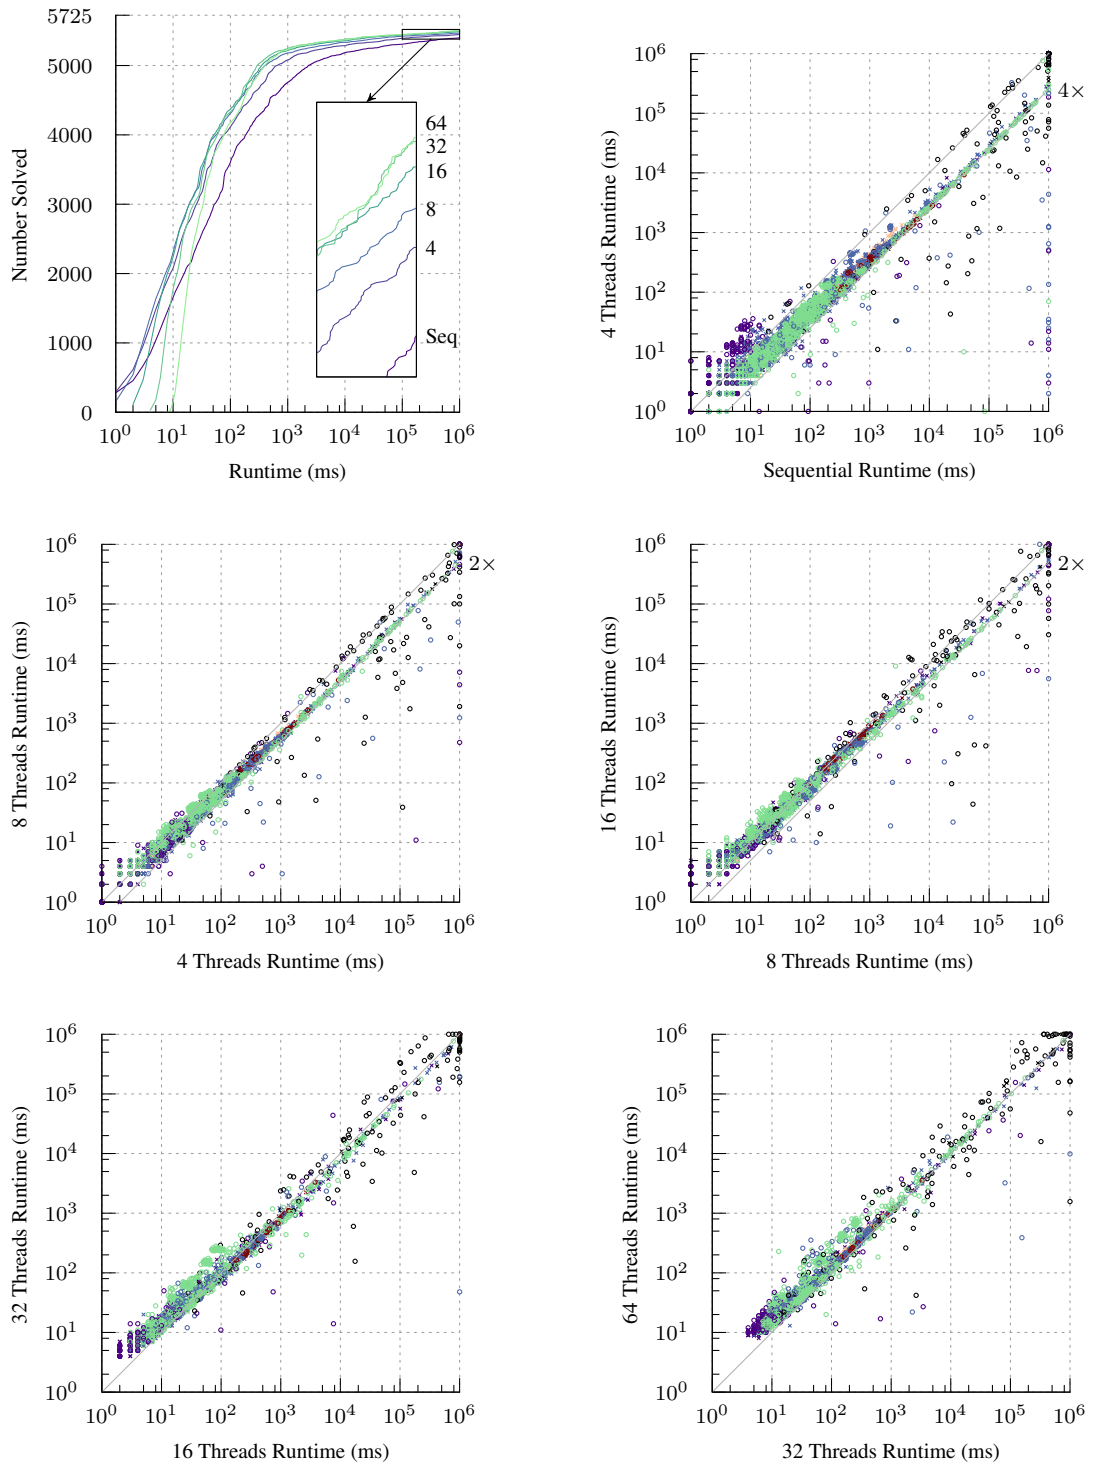 5725
5000
4000
3000
2000
1000
0
Number Solved
10^0 10^1 10^2 10^3 10^4 10^5 10^6
Runtime (ms)
64
32
16
8
4
Seq
10^6
10^5
10^4
10^3
10^2
10^1
10^0
4 Threads Runtime (ms)
4×
10^0 10^1 10^2 10^3 10^4 10^5 10^6
Sequential Runtime (ms)
10^6
10^5
10^4
10^3
10^2
10^1
10^0
8 Threads Runtime (ms)
2×
10^0 10^1 10^2 10^3 10^4 10^5 10^6
4 Threads Runtime (ms)
10^6
10^5
10^4
10^3
10^2
10^1
10^0
16 Threads Runtime (ms)
2×
10^0 10^1 10^2 10^3 10^4 10^5 10^6
8 Threads Runtime (ms)
10^6
10^5
10^4
10^3
10^2
10^1
10^0
32 Threads Runtime (ms)
10^0 10^1 10^2 10^3 10^4 10^5 10^6
16 Threads Runtime (ms)
10^6
10^5
10^4
10^3
10^2
10^1
10^0
64 Threads Runtime (ms)
10^0 10^1 10^2 10^3 10^4 10^5 10^6
32 Threads Runtime (ms)